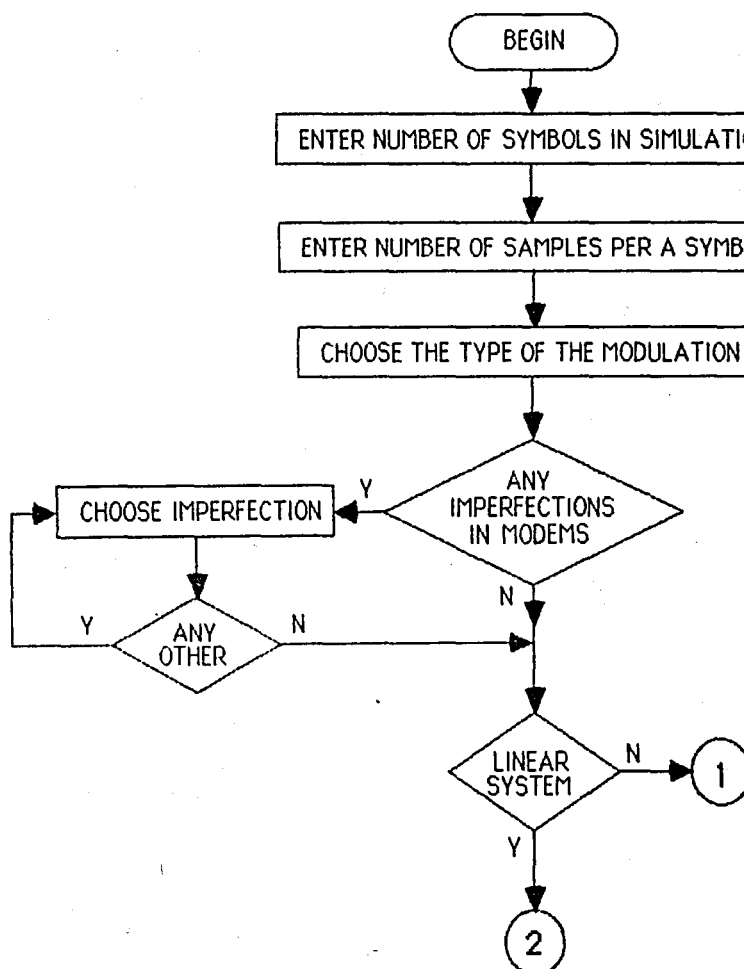 BEGIN
ENTER NUMBER OF SYMBOLS IN SIMULATIO
ENTER NUMBER OF SAMPLES PER A SYMB
CHOOSE THE TYPE OF THE MODULATION
ANY
IMPERFECTIONS
IN MODEMS
Y
CHOOSE IMPERFECTION
N
Y
ANY
OTHER
N
LINEAR
SYSTEM
N
1
Y
2